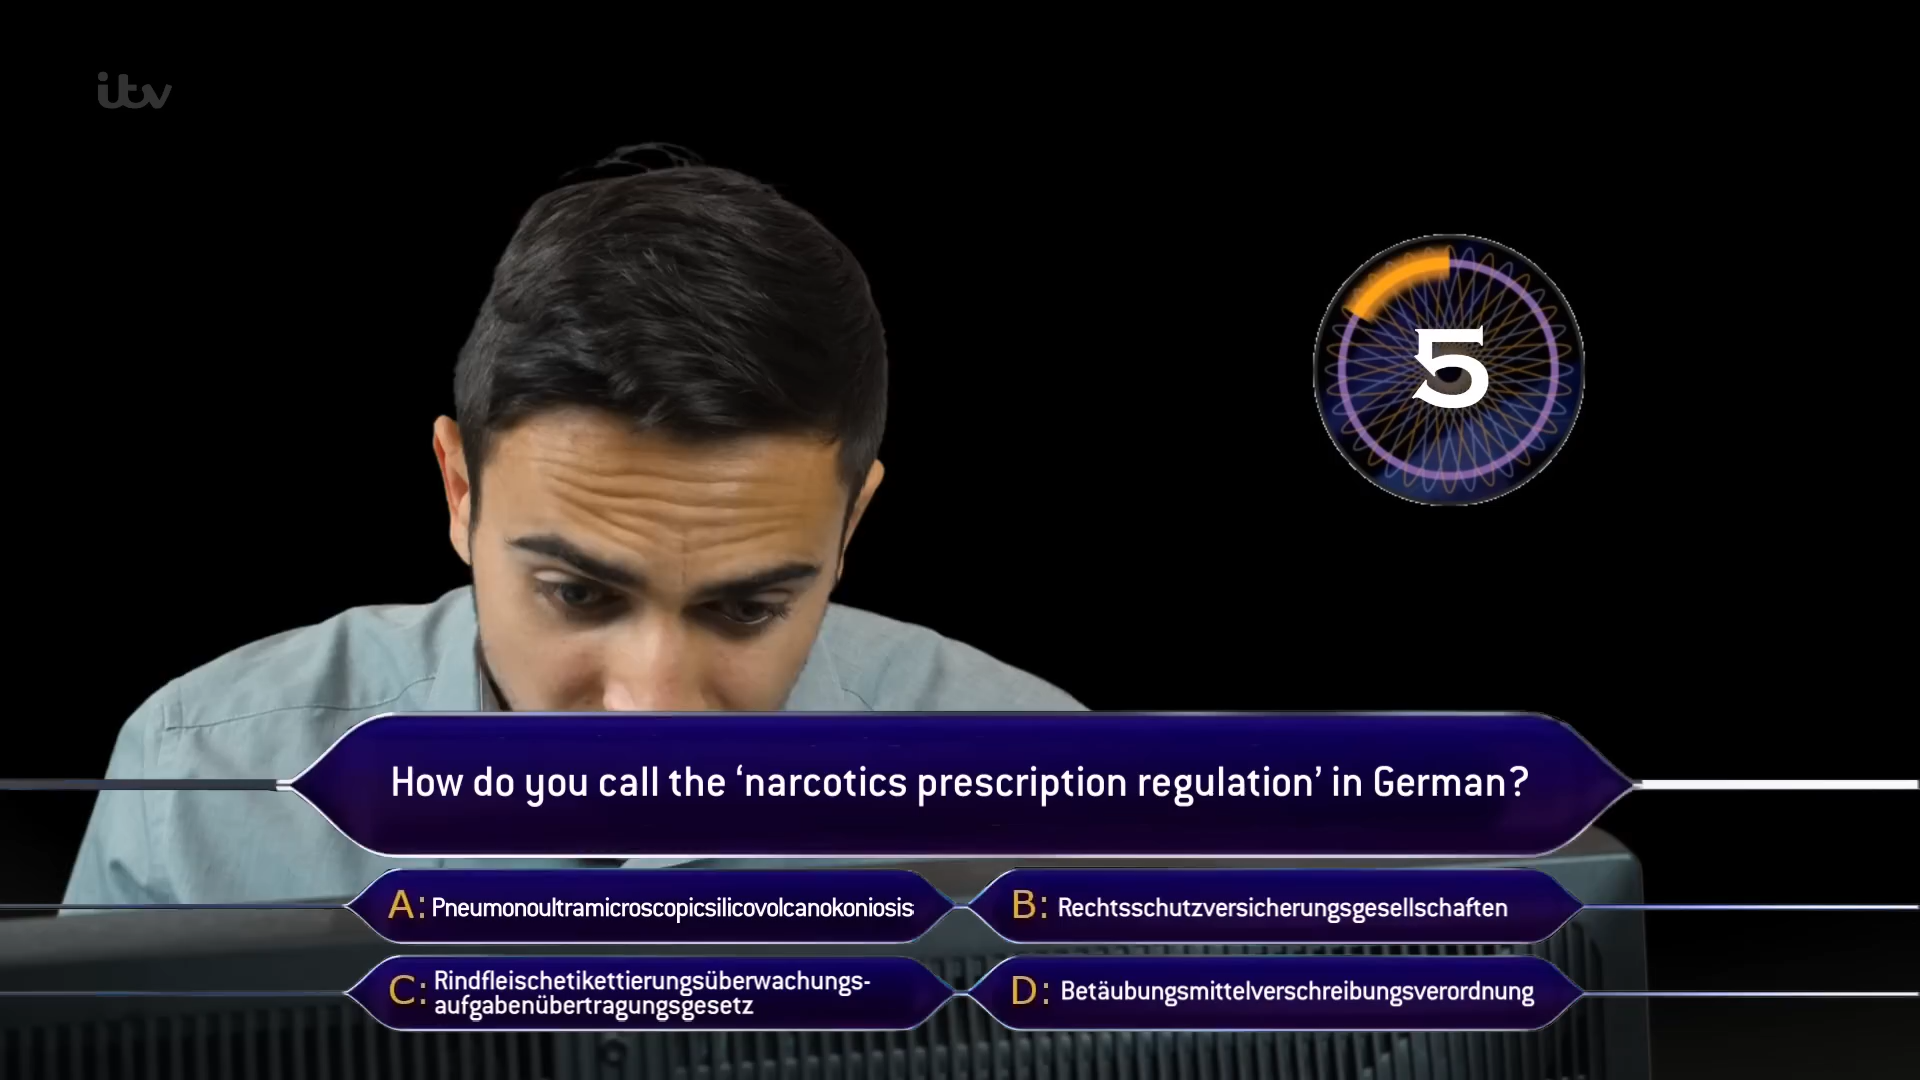 itv
5
How do you call the ‘narcotics prescription regulation’ in German?
A: Pneumonoultramicroscopicsilicovolcanokoniosis
B: Rechtsschutzversicherungsgesellschaften
C: Rindfleischetikettierungsüberwachungs-
aufgabenübertragungsgesetz
D: Betäubungsmittelverschreibungsverordnung